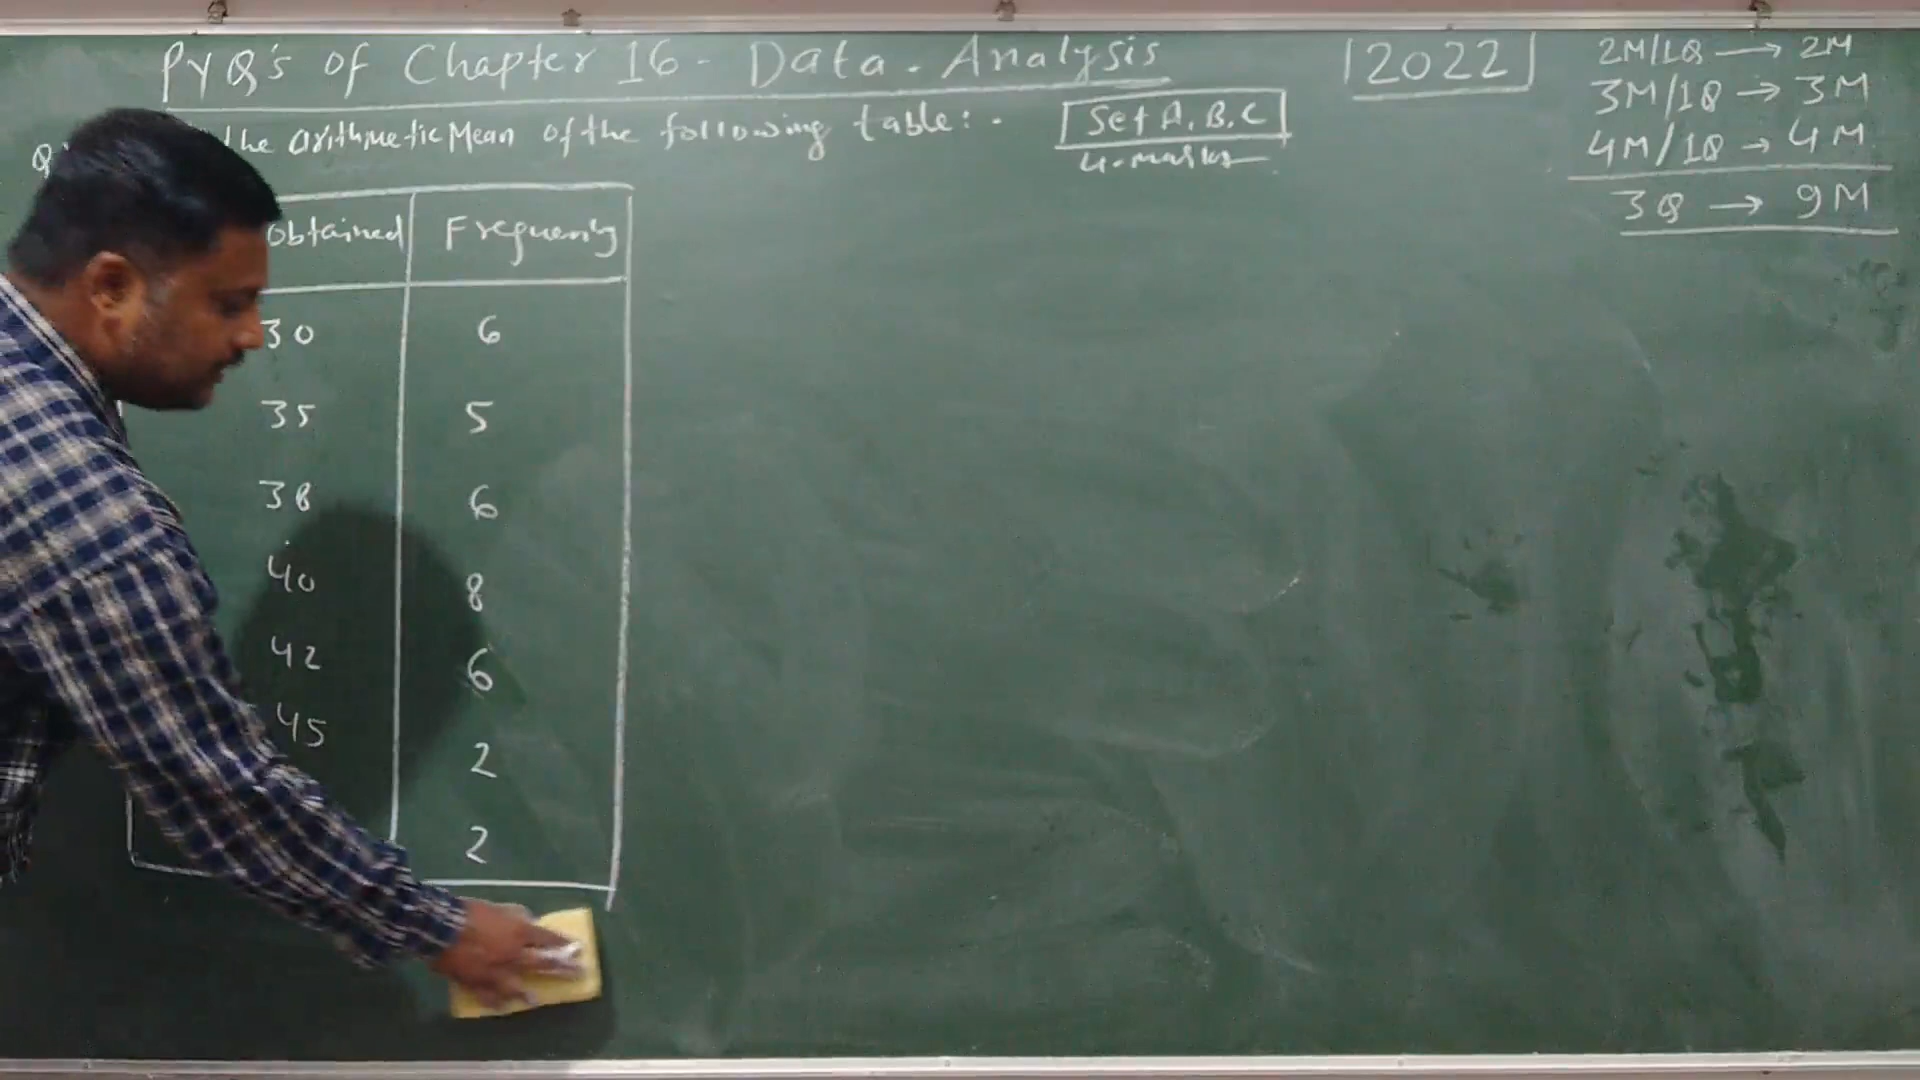 PYQ's of Chapter 16 - Data. Analysis
|2022|
2M/1Q → 2M
3M/1Q → 3M
4M/1Q → 4M
3Q → 9M
the arithmetic Mean of the following table:-
Set A, B, C
4-marks
obtained Frequency
30 6
35 5
38 6
40 8
42 6
45 2
2